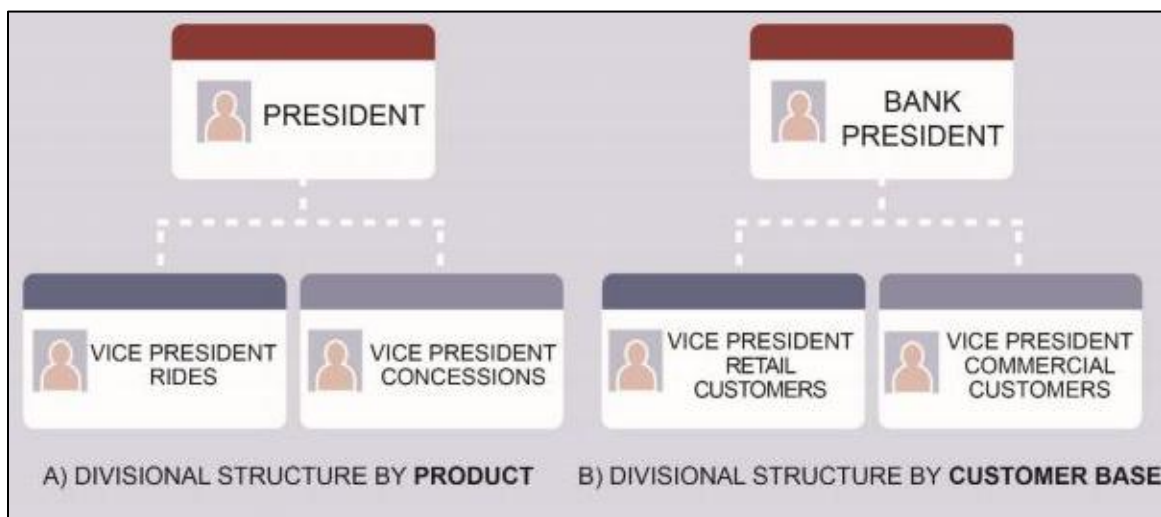 PRESIDENT
BANK
PRESIDENT
VICE PRESIDENT
RIDES
VICE PRESIDENT
CONCESSIONS
VICE PRESIDENT
RETAIL
CUSTOMERS
VICE PRESIDENT
COMMERCIAL
CUSTOMERS
A) DIVISIONAL STRUCTURE BY PRODUCT
B) DIVISIONAL STRUCTURE BY CUSTOMER BASE